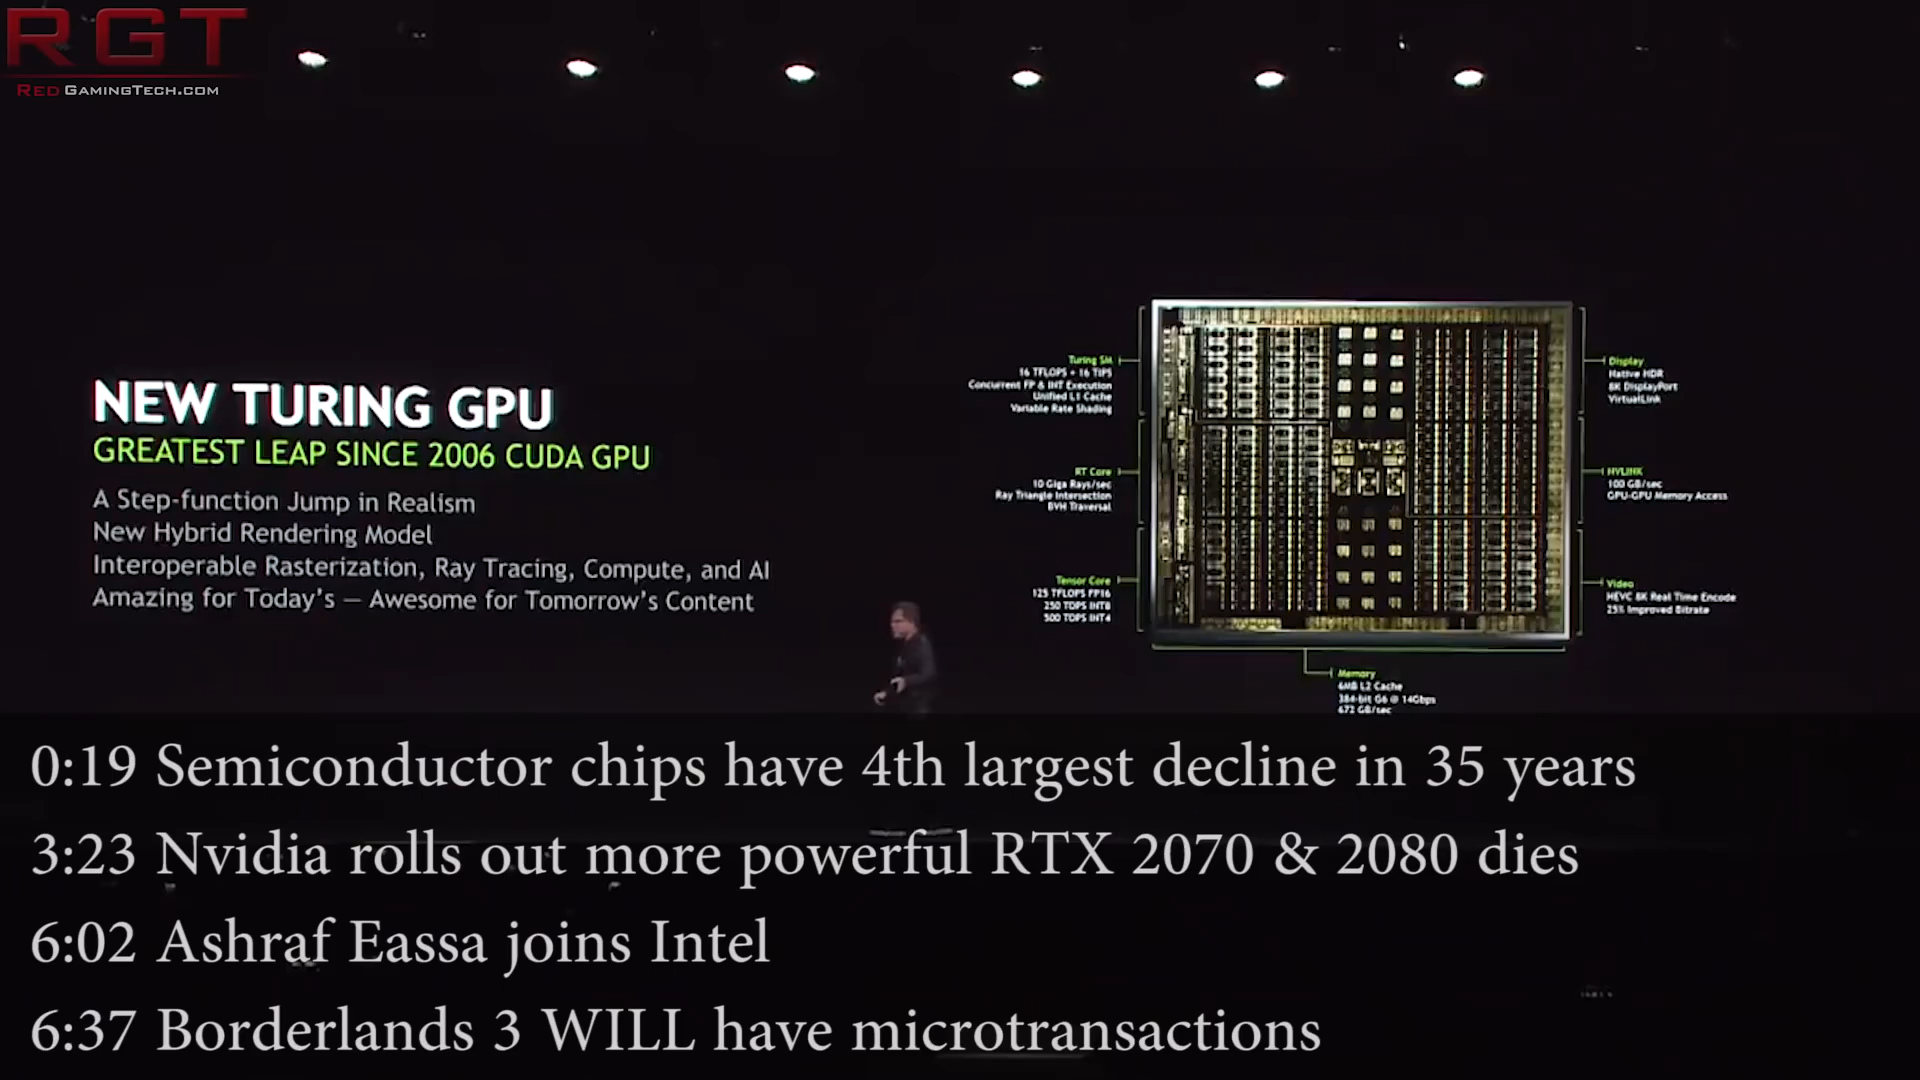 RGT
RedGamingTech.com
NEW TURING GPU
GREATEST LEAP SINCE 2006 CUDA GPU
A Step-function Jump in Realism
New Hybrid Rendering Model
Interoperable Rasterization, Ray Tracing, Compute, and AI
Amazing for Today's — Awesome for Tomorrow's Content
Turing SM
16 TFLOPS + 16 TIPS
Concurrent FP & INT Execution
Unified L1 Cache
Variable Rate Shading
RT Core
10 Giga Rays/sec
Ray Triangle Intersection
BVH Traversal
Tensor Core
125 TFLOPS FP16
250 TOPS INT8
500 TOPS INT4
Display
Native HDR
8K DisplayPort
VirtualLink
NVLINK
100 GB/sec
GPU-GPU Memory Access
Video
HEVC 8K Real Time Encode
25% Improved Bitrate
Memory
6MB L2 Cache
384-bit G6 @ 14Gbps
672 GB/sec
0:19 Semiconductor chips have 4th largest decline in 35 years
3:23 Nvidia rolls out more powerful RTX 2070 & 2080 dies
6:02 Ashraf Eassa joins Intel
6:37 Borderlands 3 WILL have microtransactions